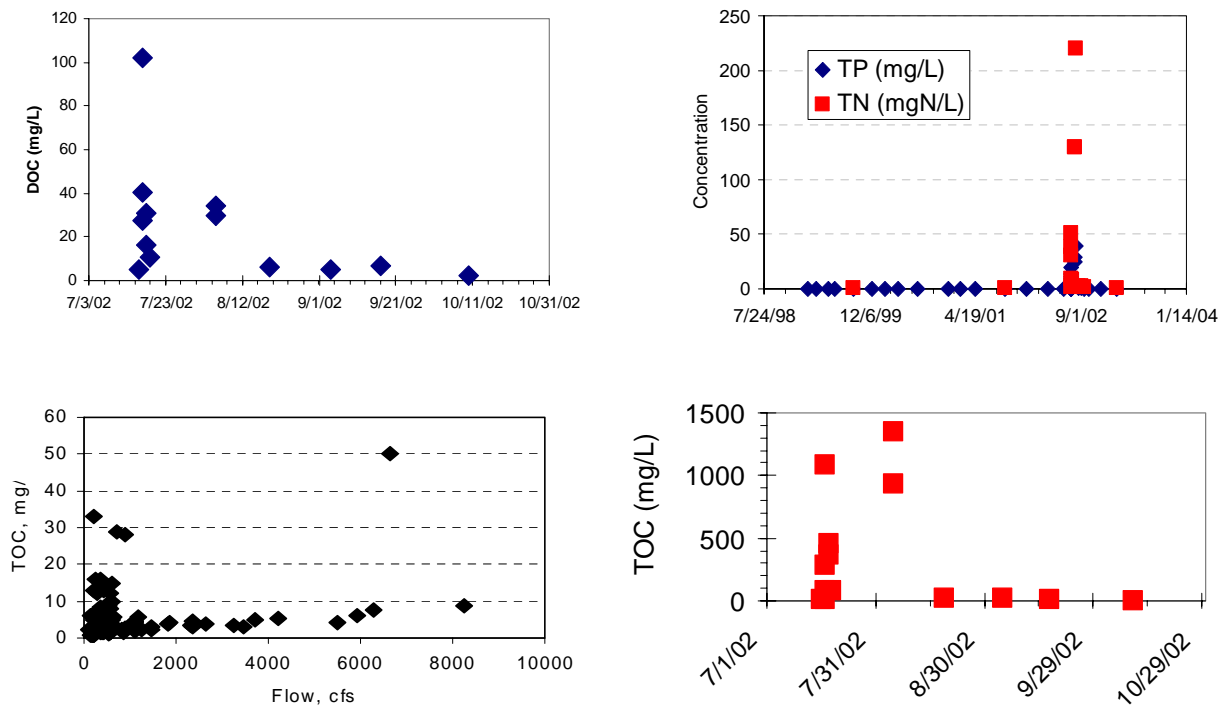 120
100
80
60
40
20
0
DOC (mg/L)
7/3/02 7/23/02 8/12/02 9/1/02 9/21/02 10/11/02 10/31/02
250
200
150
100
50
0
Concentration
TP (mg/L)
TN (mgN/L)
7/24/98 12/6/99 4/19/01 9/1/02 1/14/04
60
50
40
30
20
10
0
TOC, mg/
0 2000 4000 6000 8000 10000
Flow, cfs
1500
1000
500
0
TOC (mg/L)
7/1/02 7/31/02 8/30/02 9/29/02 10/29/02